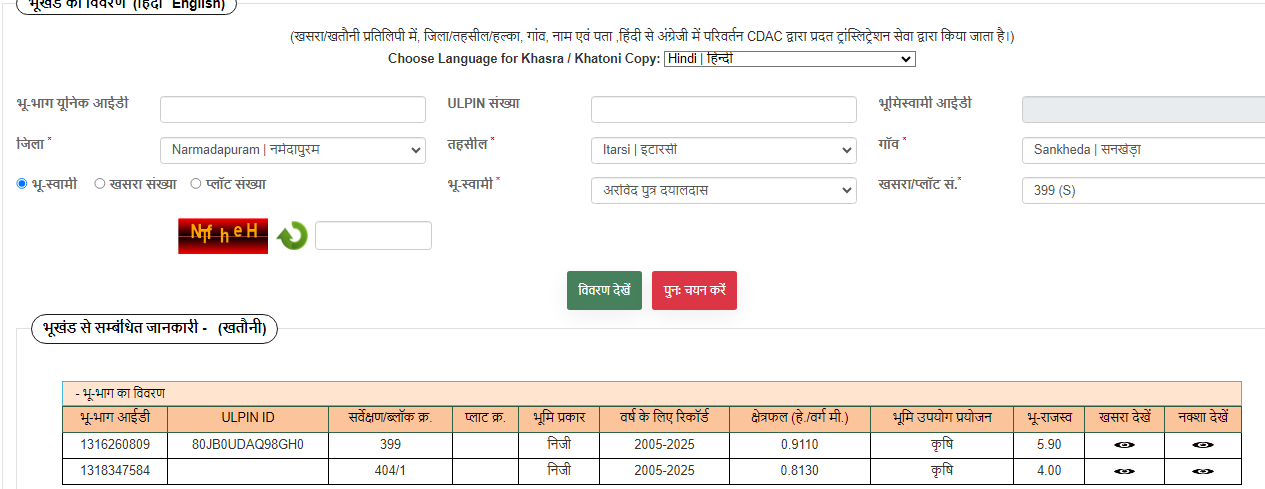 भूखंड का विवरण (हिंदी English)
(खसरा/खतौनी प्रतिलिपी में, जिला/तहसील/हल्का, गांव, नाम एवं पता ,हिंदी से अंग्रेजी में परिवर्तन CDAC द्वारा प्रदत ट्रांस्लिट्रेशन सेवा द्वारा किया जाता है।)
Choose Language for Khasra / Khatoni Copy: Hindi | हिन्दी
भू-भाग यूनिक आईडी ULPIN संख्या भूमिस्वामी आईडी
जिला * Narmadapuram | नर्मदापुरम तहसील * Itarsi | इटारसी गाँव * Sankheda | सनखेड़ा
भू-स्वामी खसरा संख्या प्लॉट संख्या भू-स्वामी * अरविंद पुत्र दयालदास खसरा/प्लॉट सं.* 399 (S)
NTfheH
विवरण देखें पुनः चयन करें
भूखंड से सम्बंधित जानकारी - (खतौनी)
- भू-भाग का विवरण
भू-भाग आईडी ULPIN ID सर्वेक्षण/ब्लॉक क्र. प्लाट क्र. भूमि प्रकार वर्ष के लिए रिकॉर्ड क्षेत्रफल (हे./वर्ग मी.) भूमि उपयोग प्रयोजन भू-राजस्व खसरा देखें नक्शा देखें
1316260809 80JB0UDAQ98GH0 399 निजी 2005-2025 0.9110 कृषि 5.90
1318347584 404/1 निजी 2005-2025 0.8130 कृषि 4.00